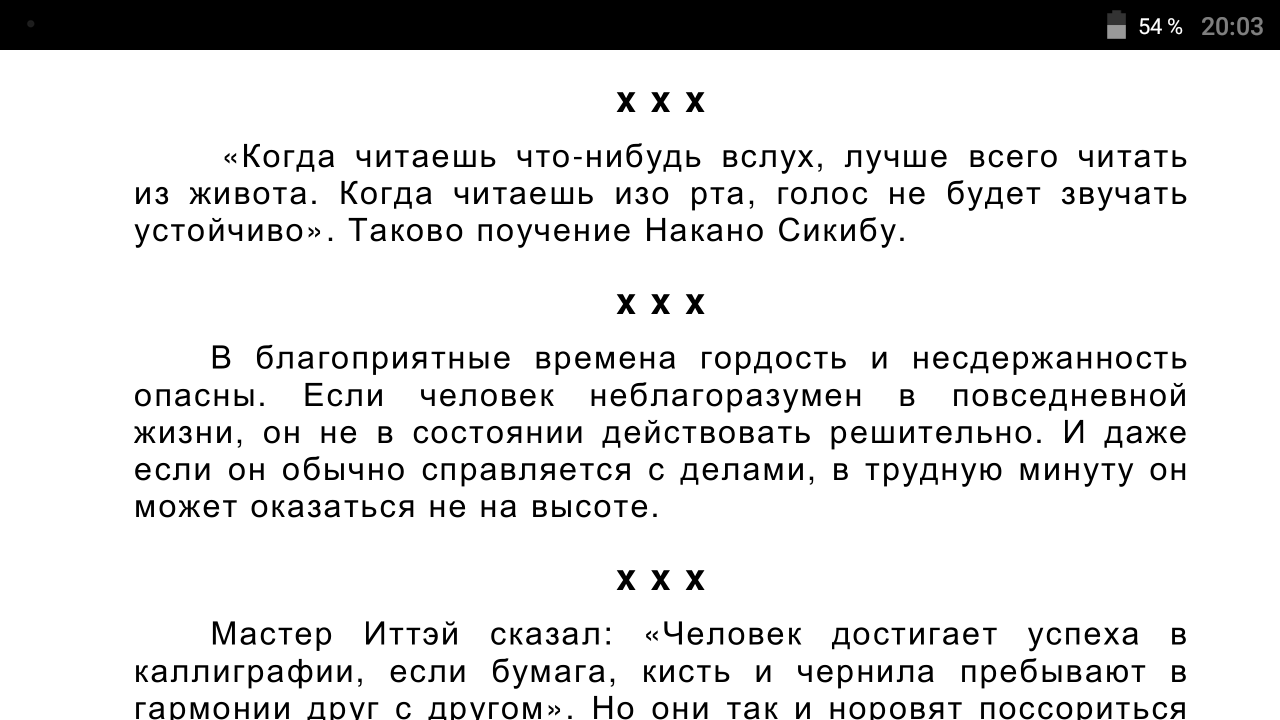 54 % 20:03
x x x
«Когда читаешь что-нибудь вслух, лучше всего читать
из живота. Когда читаешь изо рта, голос не будет звучать
устойчиво». Таково поучение Накано Сикибу.
x x x
В благоприятные времена гордость и несдержанность
опасны. Если человек неблагоразумен в повседневной
жизни, он не в состоянии действовать решительно. И даже
если он обычно справляется с делами, в трудную минуту он
может оказаться не на высоте.
x x x
Мастер Иттэй сказал: «Человек достигает успеха в
каллиграфии, если бумага, кисть и чернила пребывают в
гармонии друг с другом». Но они так и норовят поссориться